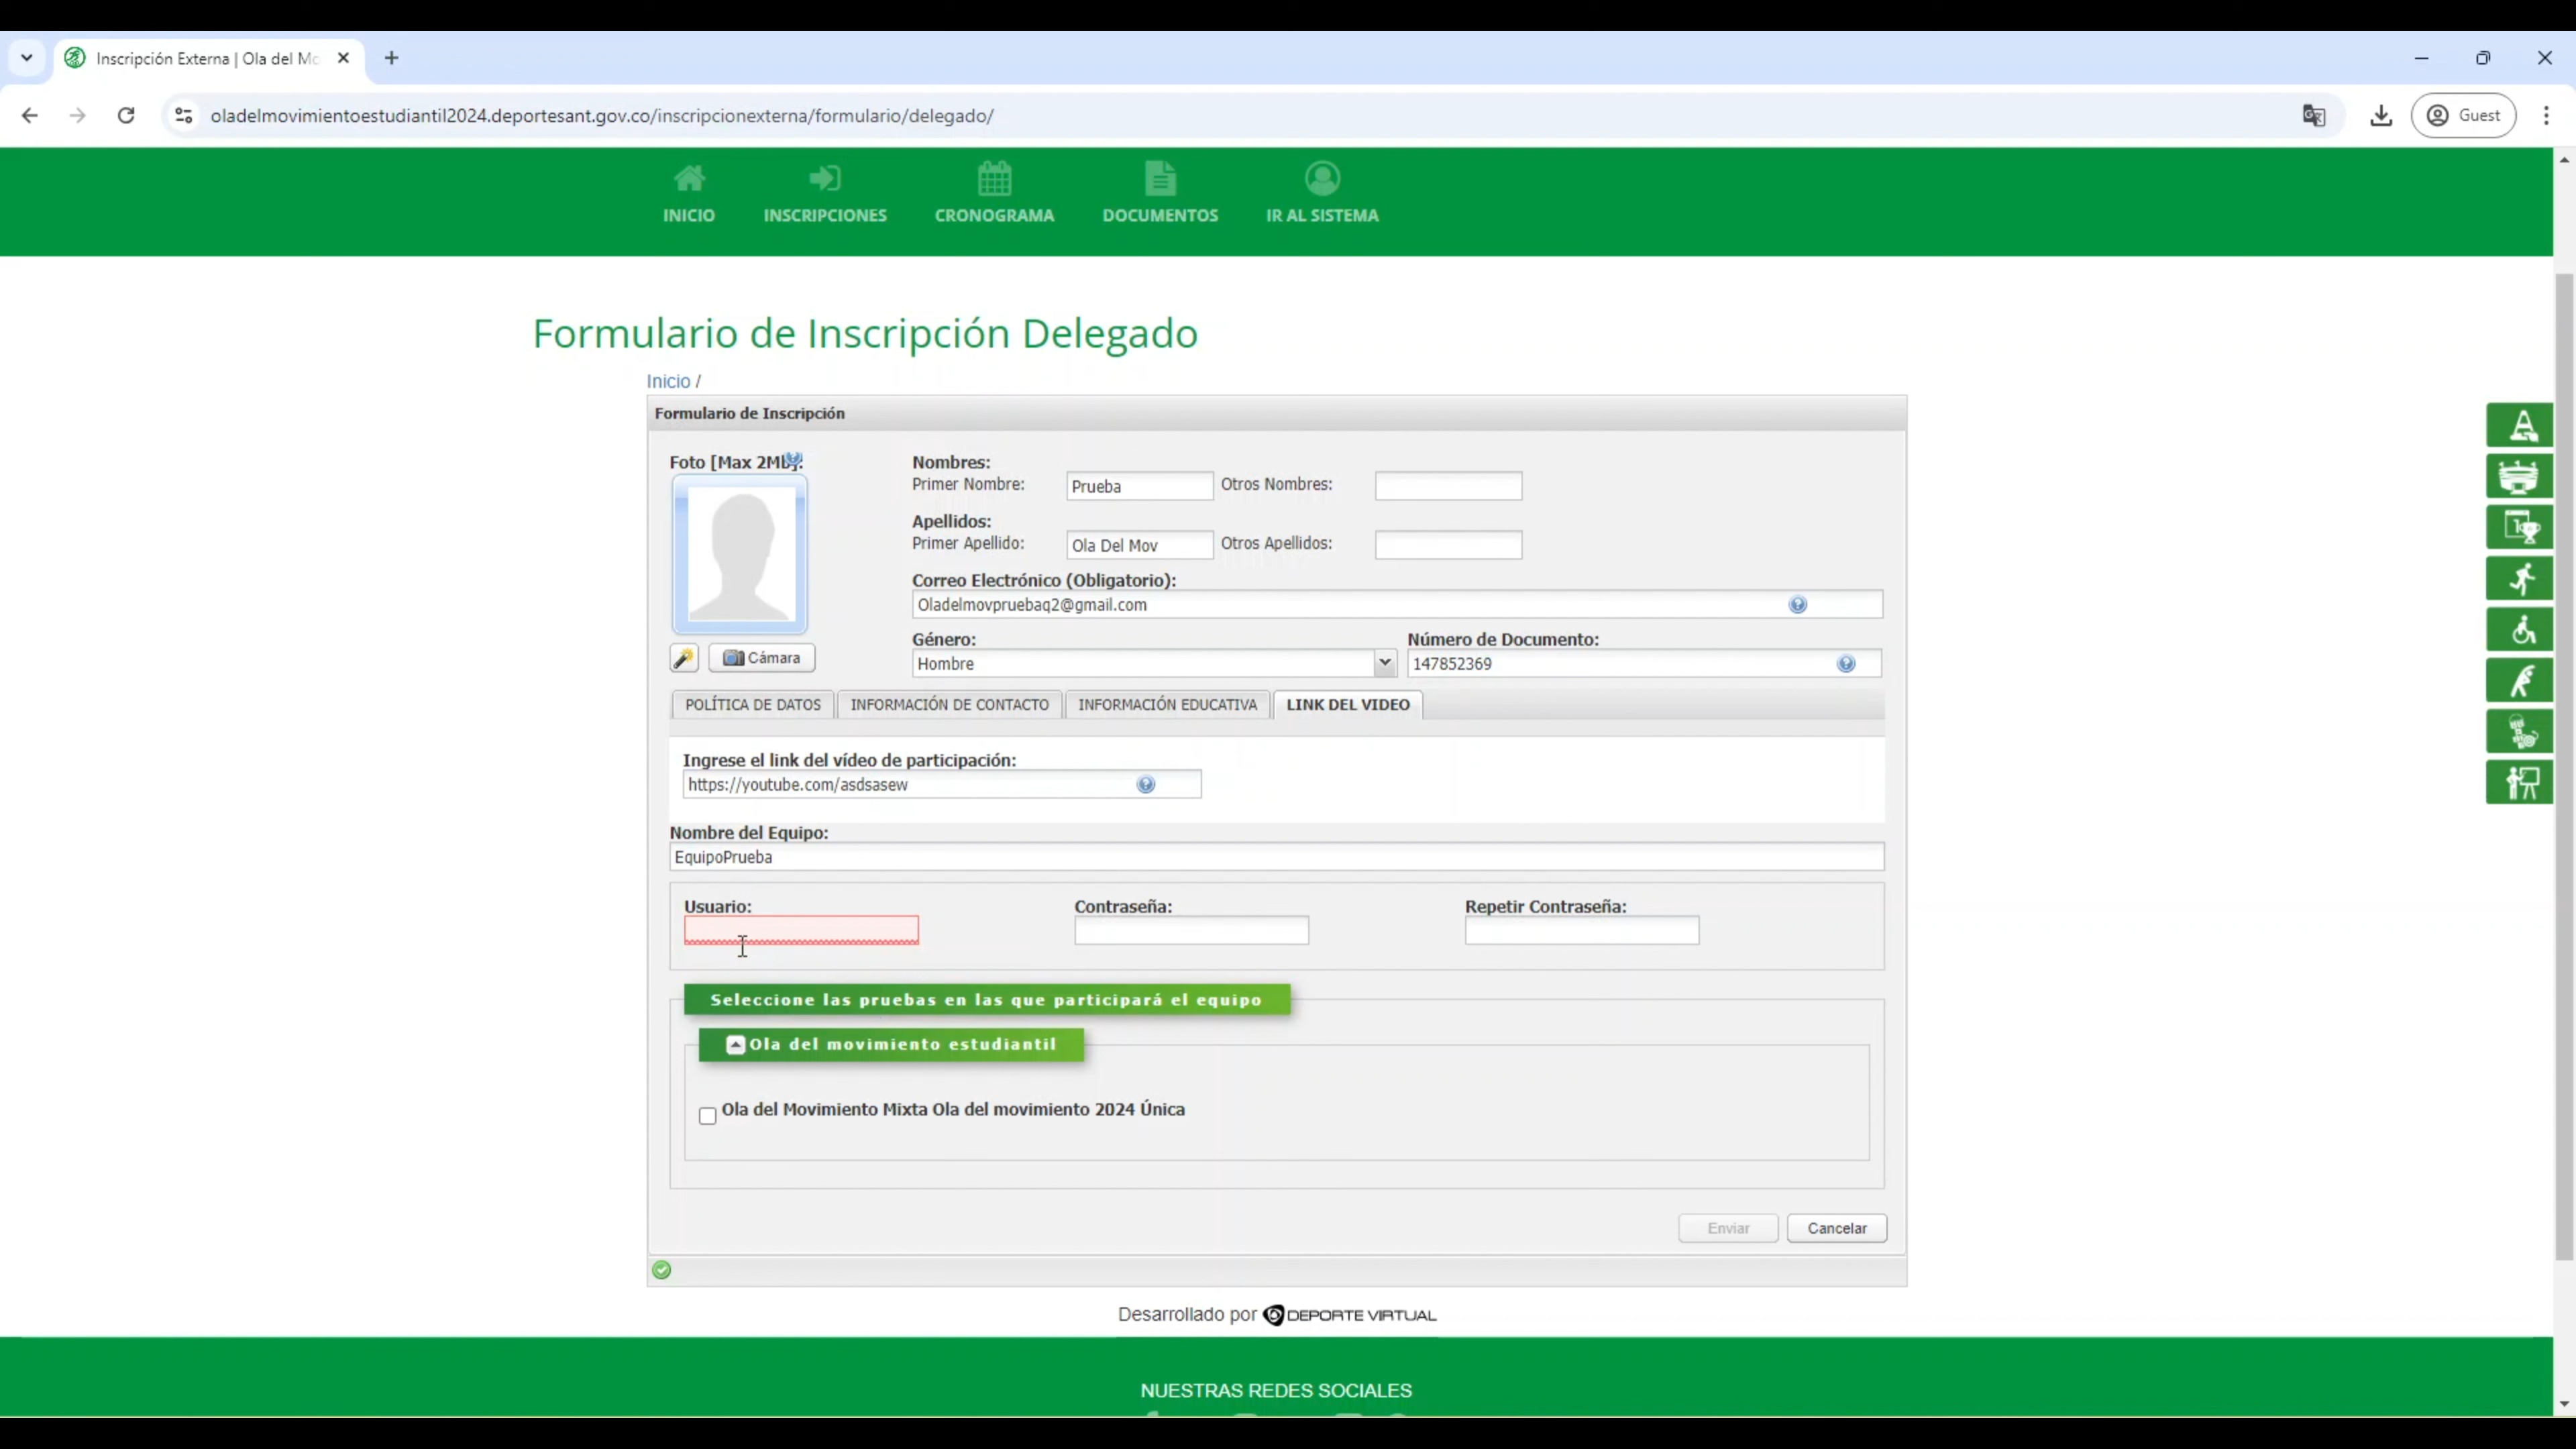 Inscripción Externa | Ola del Mo
oladelmovimientoestudiantil2024.deportesant.gov.co/inscripcionexterna/formulario/delegado/
Guest
INICIO
INSCRIPCIONES
CRONOGRAMA
DOCUMENTOS
IR AL SISTEMA
Formulario de Inscripción Delegado
Inicio /
Formulario de Inscripción
Foto [Max 2Mb]:
Nombres:
Primer Nombre: Prueba Otros Nombres:
Apellidos:
Primer Apellido: Ola Del Mov Otros Apellidos:
Correo Electrónico (Obligatorio):
Oladelmovpruebaq2@gmail.com
Género: Número de Documento:
Cámara Hombre 147852369
POLÍTICA DE DATOS INFORMACIÓN DE CONTACTO INFORMACIÓN EDUCATIVA LINK DEL VIDEO
Ingrese el link del vídeo de participación:
https://youtube.com/asdsasew
Nombre del Equipo:
EquipoPrueba
Usuario: Contraseña: Repetir Contraseña:
Seleccione las pruebas en las que participará el equipo
Ola del movimiento estudiantil
Ola del Movimiento Mixta Ola del movimiento 2024 Única
Enviar Cancelar
Desarrollado por DEPORTE VIRTUAL
NUESTRAS REDES SOCIALES